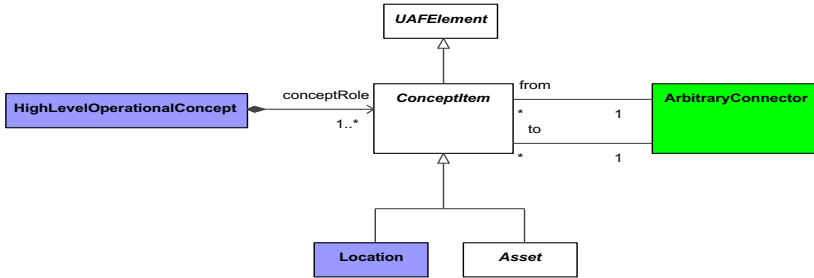 UAFElement
conceptRole
from
HighLevelOperationalConcept
ConceptItem
ArbitraryConnector
1..*
*
1
to
*
1
Location
Asset